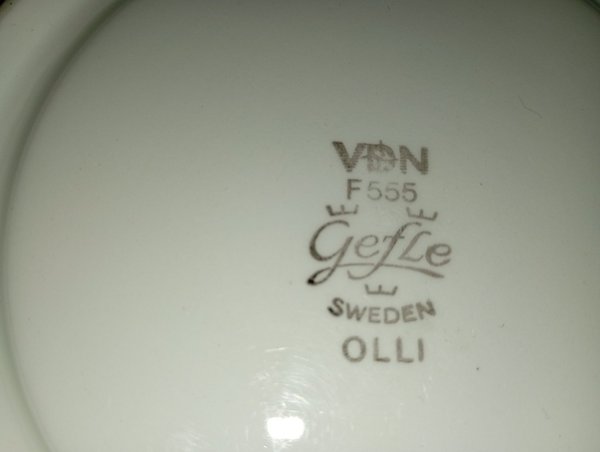 VDN
F555
Gefle
SWEDEN
OLLI